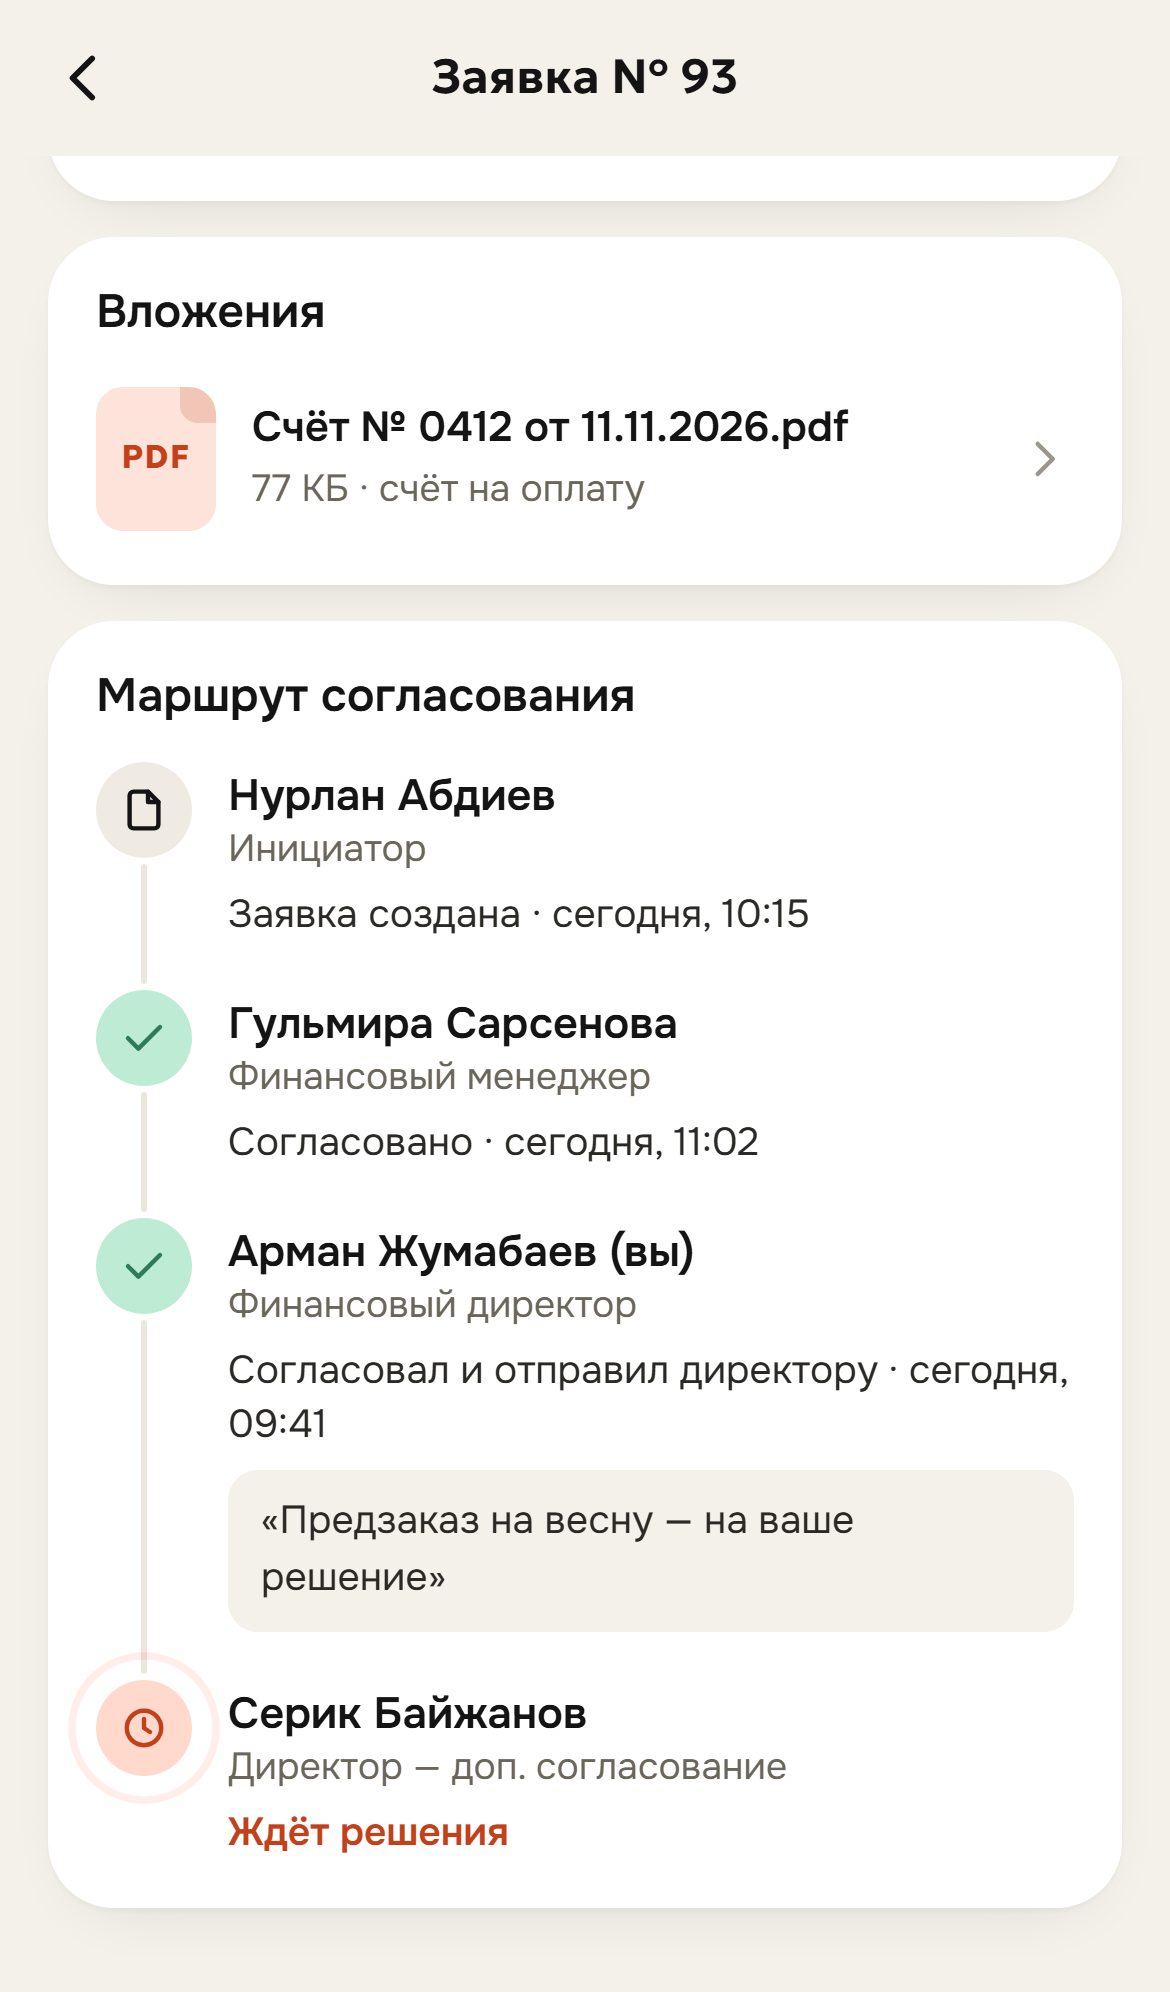 Заявка № 93
Вложения
PDF
Счёт № 0412 от 11.11.2026.pdf
77 КБ · счёт на оплату
Маршрут согласования
Нурлан Абдиев
Инициатор
Заявка создана · сегодня, 10:15
Гульмира Сарсенова
Финансовый менеджер
Согласовано · сегодня, 11:02
Арман Жумабаев (вы)
Финансовый директор
Согласовал и отправил директору · сегодня,
09:41
«Предзаказ на весну — на ваше
решение»
Серик Байжанов
Директор — доп. согласование
Ждёт решения